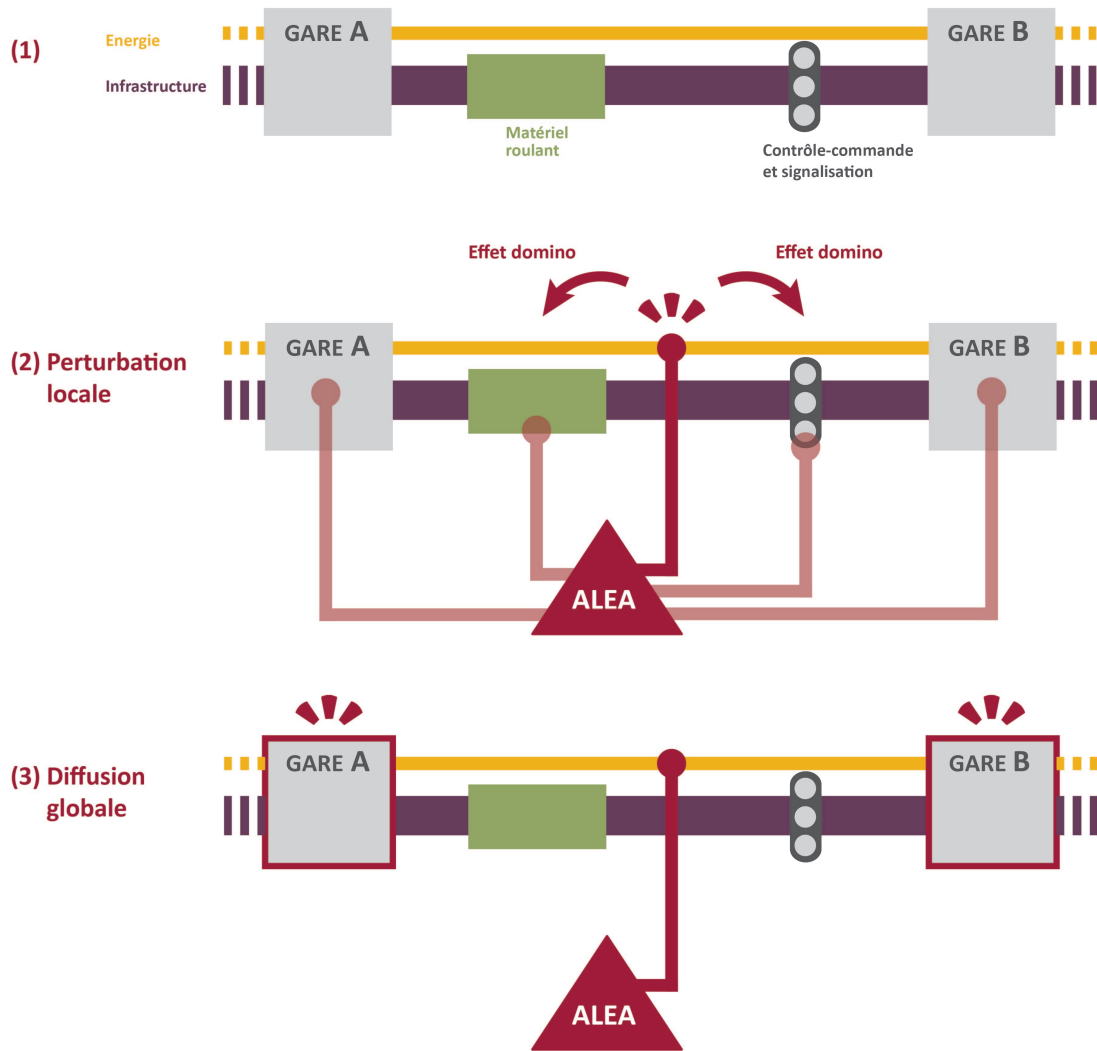 (1)
Energie
Infrastructure
GARE A
GARE B
Matériel
roulant
Contrôle-commande
et signalisation
Effet domino
Effet domino
(2) Perturbation
locale
GARE A
GARE B
ALEA
(3) Diffusion
globale
GARE A
GARE B
ALEA